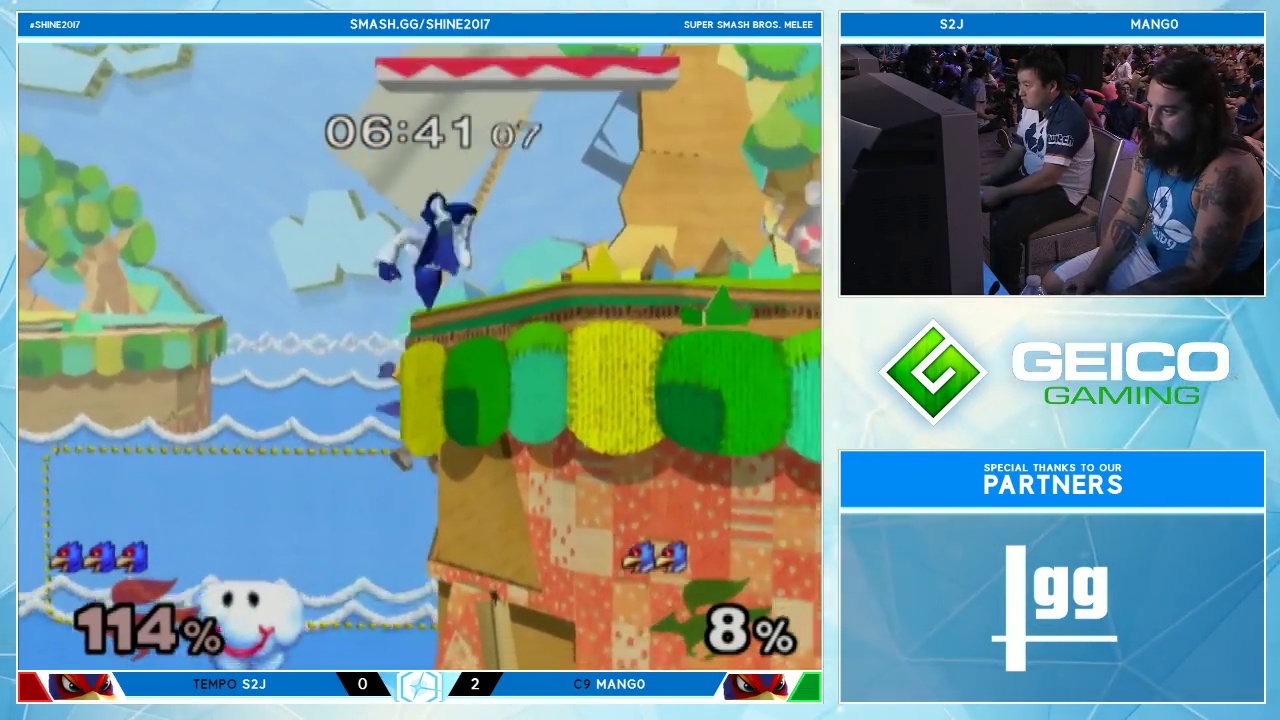 #SHINE2017
SMASH.GG/SHINE2017
SUPER SMASH BROS. MELEE
S2J
MANG0
06:41 07
GEICO
GAMING
SPECIAL THANKS TO OUR
PARTNERS
gg
114%
8%
TEMPO S2J
0
2
C9 MANG0